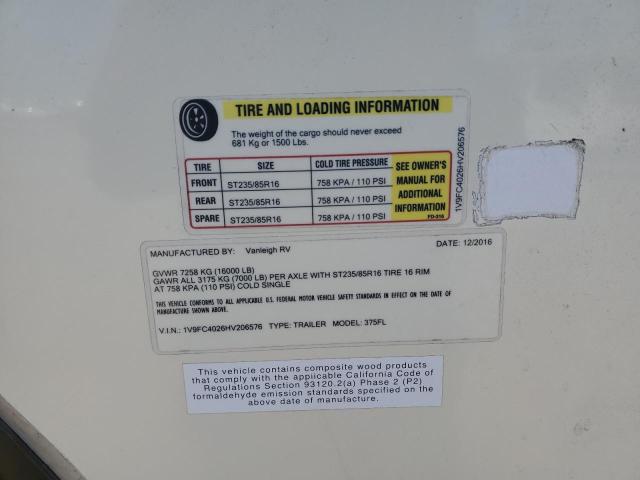 TIRE AND LOADING INFORMATION
The weight of the cargo should never exceed
681 Kg or 1500 Lbs.
TIRE SIZE COLD TIRE PRESSURE
FRONT ST235/85R16 758 KPA / 110 PSI
REAR ST235/85R16 758 KPA / 110 PSI
SPARE ST235/85R16 758 KPA / 110 PSI
SEE OWNER'S
MANUAL FOR
ADDITIONAL
INFORMATION
PD-316
1V9FC4026HV206576
MANUFACTURED BY: Vanleigh RV DATE: 12/2016
GVWR 7258 KG (16000 LB)
GAWR ALL 3175 KG (7000 LB) PER AXLE WITH ST235/85R16 TIRE 16 RIM
AT 758 KPA (110 PSI) COLD SINGLE
THIS VEHICLE CONFORMS TO ALL APPLICABLE U.S. FEDERAL MOTOR VEHICLE SAFETY STANDARDS IN EFFECT ON THE DATE OF
MANUFACTURE SHOWN ABOVE.
V.I.N.: 1V9FC4026HV206576 TYPE: TRAILER MODEL: 375FL
This vehicle contains composite wood products
that comply with the appiicable California Code of
Regulations Section 93120.2(a) Phase 2 (P2)
formaldehyde emission standards specified on the
above date of manufacture.